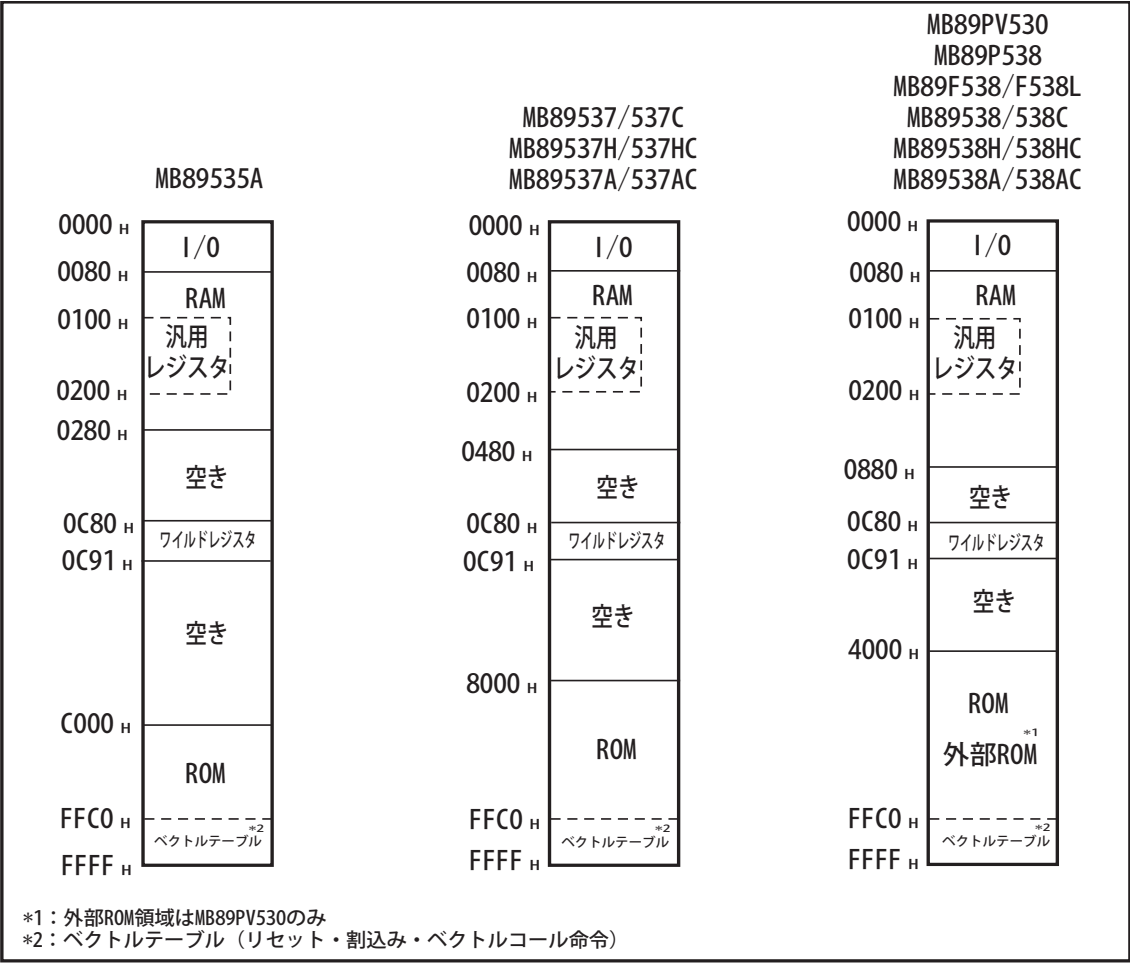 MB89535A
0000 H
I/O
0080 H
RAM
0100 H
汎用
レジスタ
0200 H
0280 H
空き
0C80 H
ワイルドレジスタ
0C91 H
空き
C000 H
ROM
FFC0 H
*2
ベクトルテーブル
FFFF H
MB89537/537C
MB89537H/537HC
MB89537A/537AC
0000 H
I/O
0080 H
RAM
0100 H
汎用
レジスタ
0200 H
0480 H
空き
0C80 H
ワイルドレジスタ
0C91 H
空き
8000 H
ROM
FFC0 H
*2
ベクトルテーブル
FFFF H
MB89PV530
MB89P538
MB89F538/F538L
MB89538/538C
MB89538H/538HC
MB89538A/538AC
0000 H
I/O
0080 H
RAM
0100 H
汎用
レジスタ
0200 H
0880 H
空き
0C80 H
ワイルドレジスタ
0C91 H
空き
4000 H
ROM
*1
外部ROM
FFC0 H
*2
ベクトルテーブル
FFFF H
*1：外部ROM領域はMB89PV530のみ
*2：ベクトルテーブル（リセット・割込み・ベクトルコール命令）